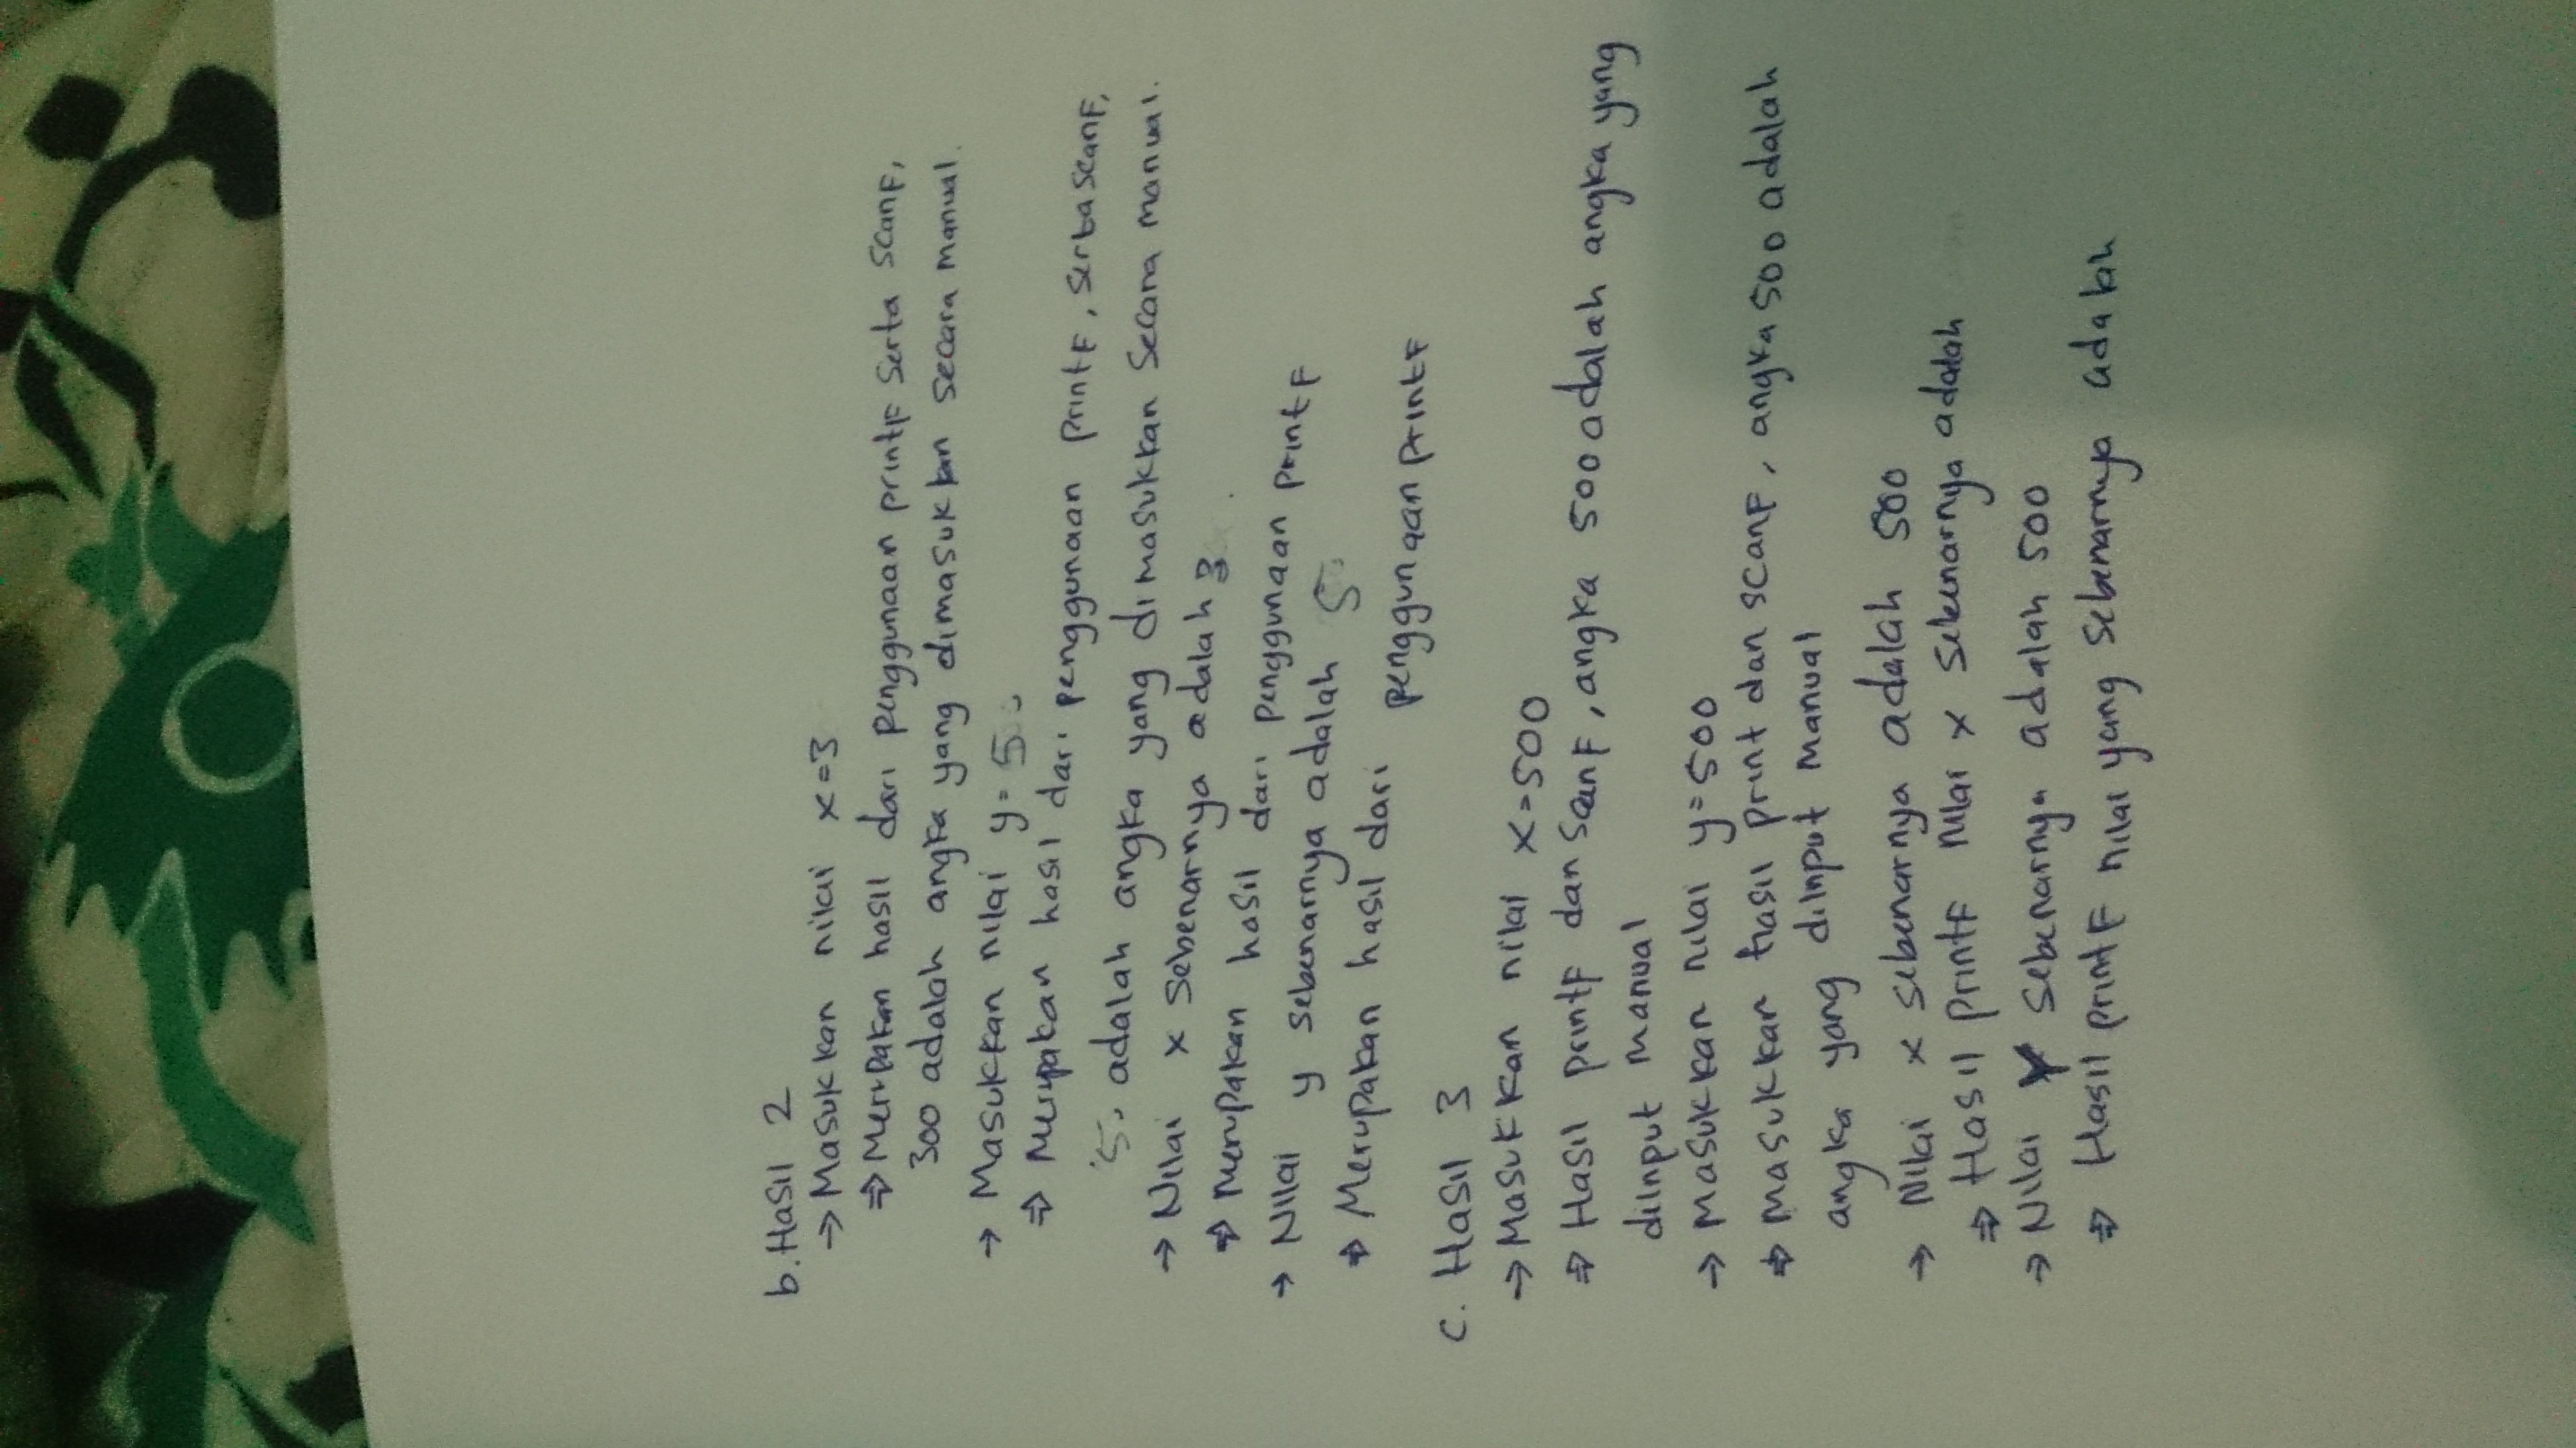 b. Hasil 2
→ Masukkan nilai x=3
⇒ Merupakan hasil dari penggunaan printf serta scanf,
300 adalah angka yang dimasukkan secara manual.
→ Masukkan nilai y= 5
⇒ Merupakan hasil dari penggunaan printf, serta scanf,
5 adalah angka yang dimasukkan secara manual.
→ Nilai x sebenarnya adalah 3
⇒ Merupakan hasil dari penggunaan printf
→ Nilai y sebenarnya adalah 5
⇒ Merupakan hasil dari penggunaan printf
c. Hasil 3
→ Masukkan nilai x=500
⇒ Hasil printf dan scanf, angka 500 adalah angka yang
diinput manual
→ Masukkan nilai y=500
⇒ Masukkan hasil print dan scanf, angka 500 adalah
angka yang diinput manual
→ Nilai x sebenarnya adalah 500
⇒ Hasil printf nilai x sebenarnya adalah
→ Nilai Y sebenarnya adalah 500
⇒ Hasil printf nilai yang sebenarnya adalah